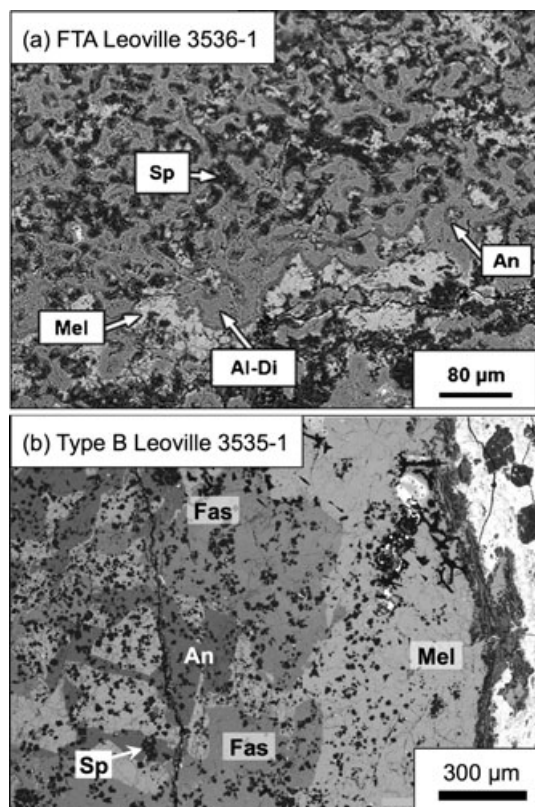 (a) FTA Leoville 3536-1
Sp
An
Mel
Al-Di
80 µm
(b) Type B Leoville 3535-1
Fas
An
Mel
Fas
Sp
300 µm